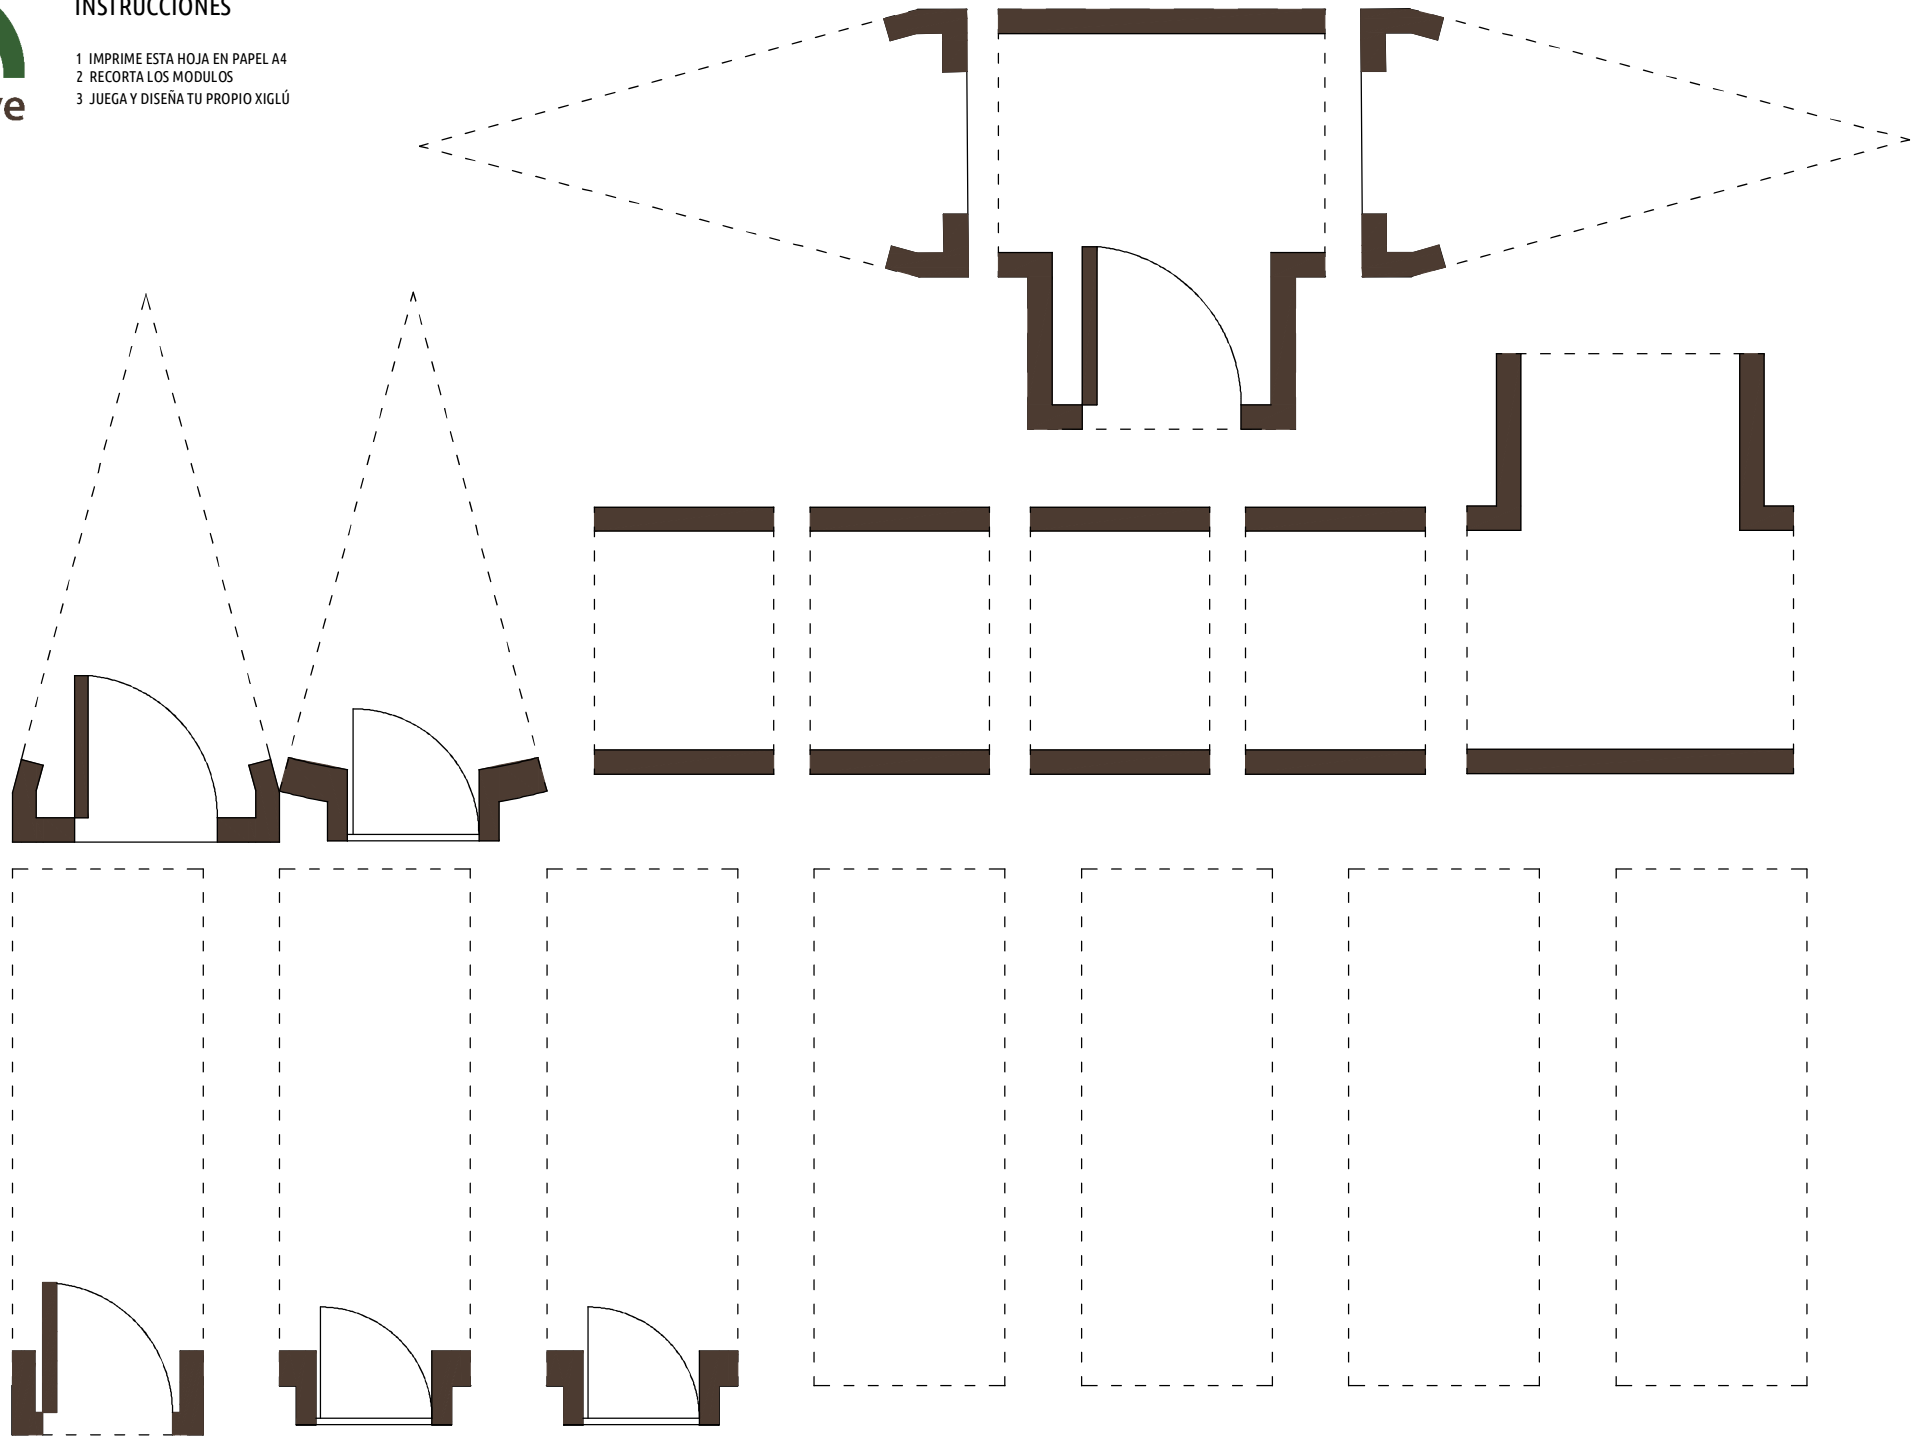 INSTRUCCIONES
1 IMPRIME ESTA HOJA EN PAPEL A4
2 RECORTA LOS MODULOS
3 JUEGA Y DISEÑA TU PROPIO XIGLÚ